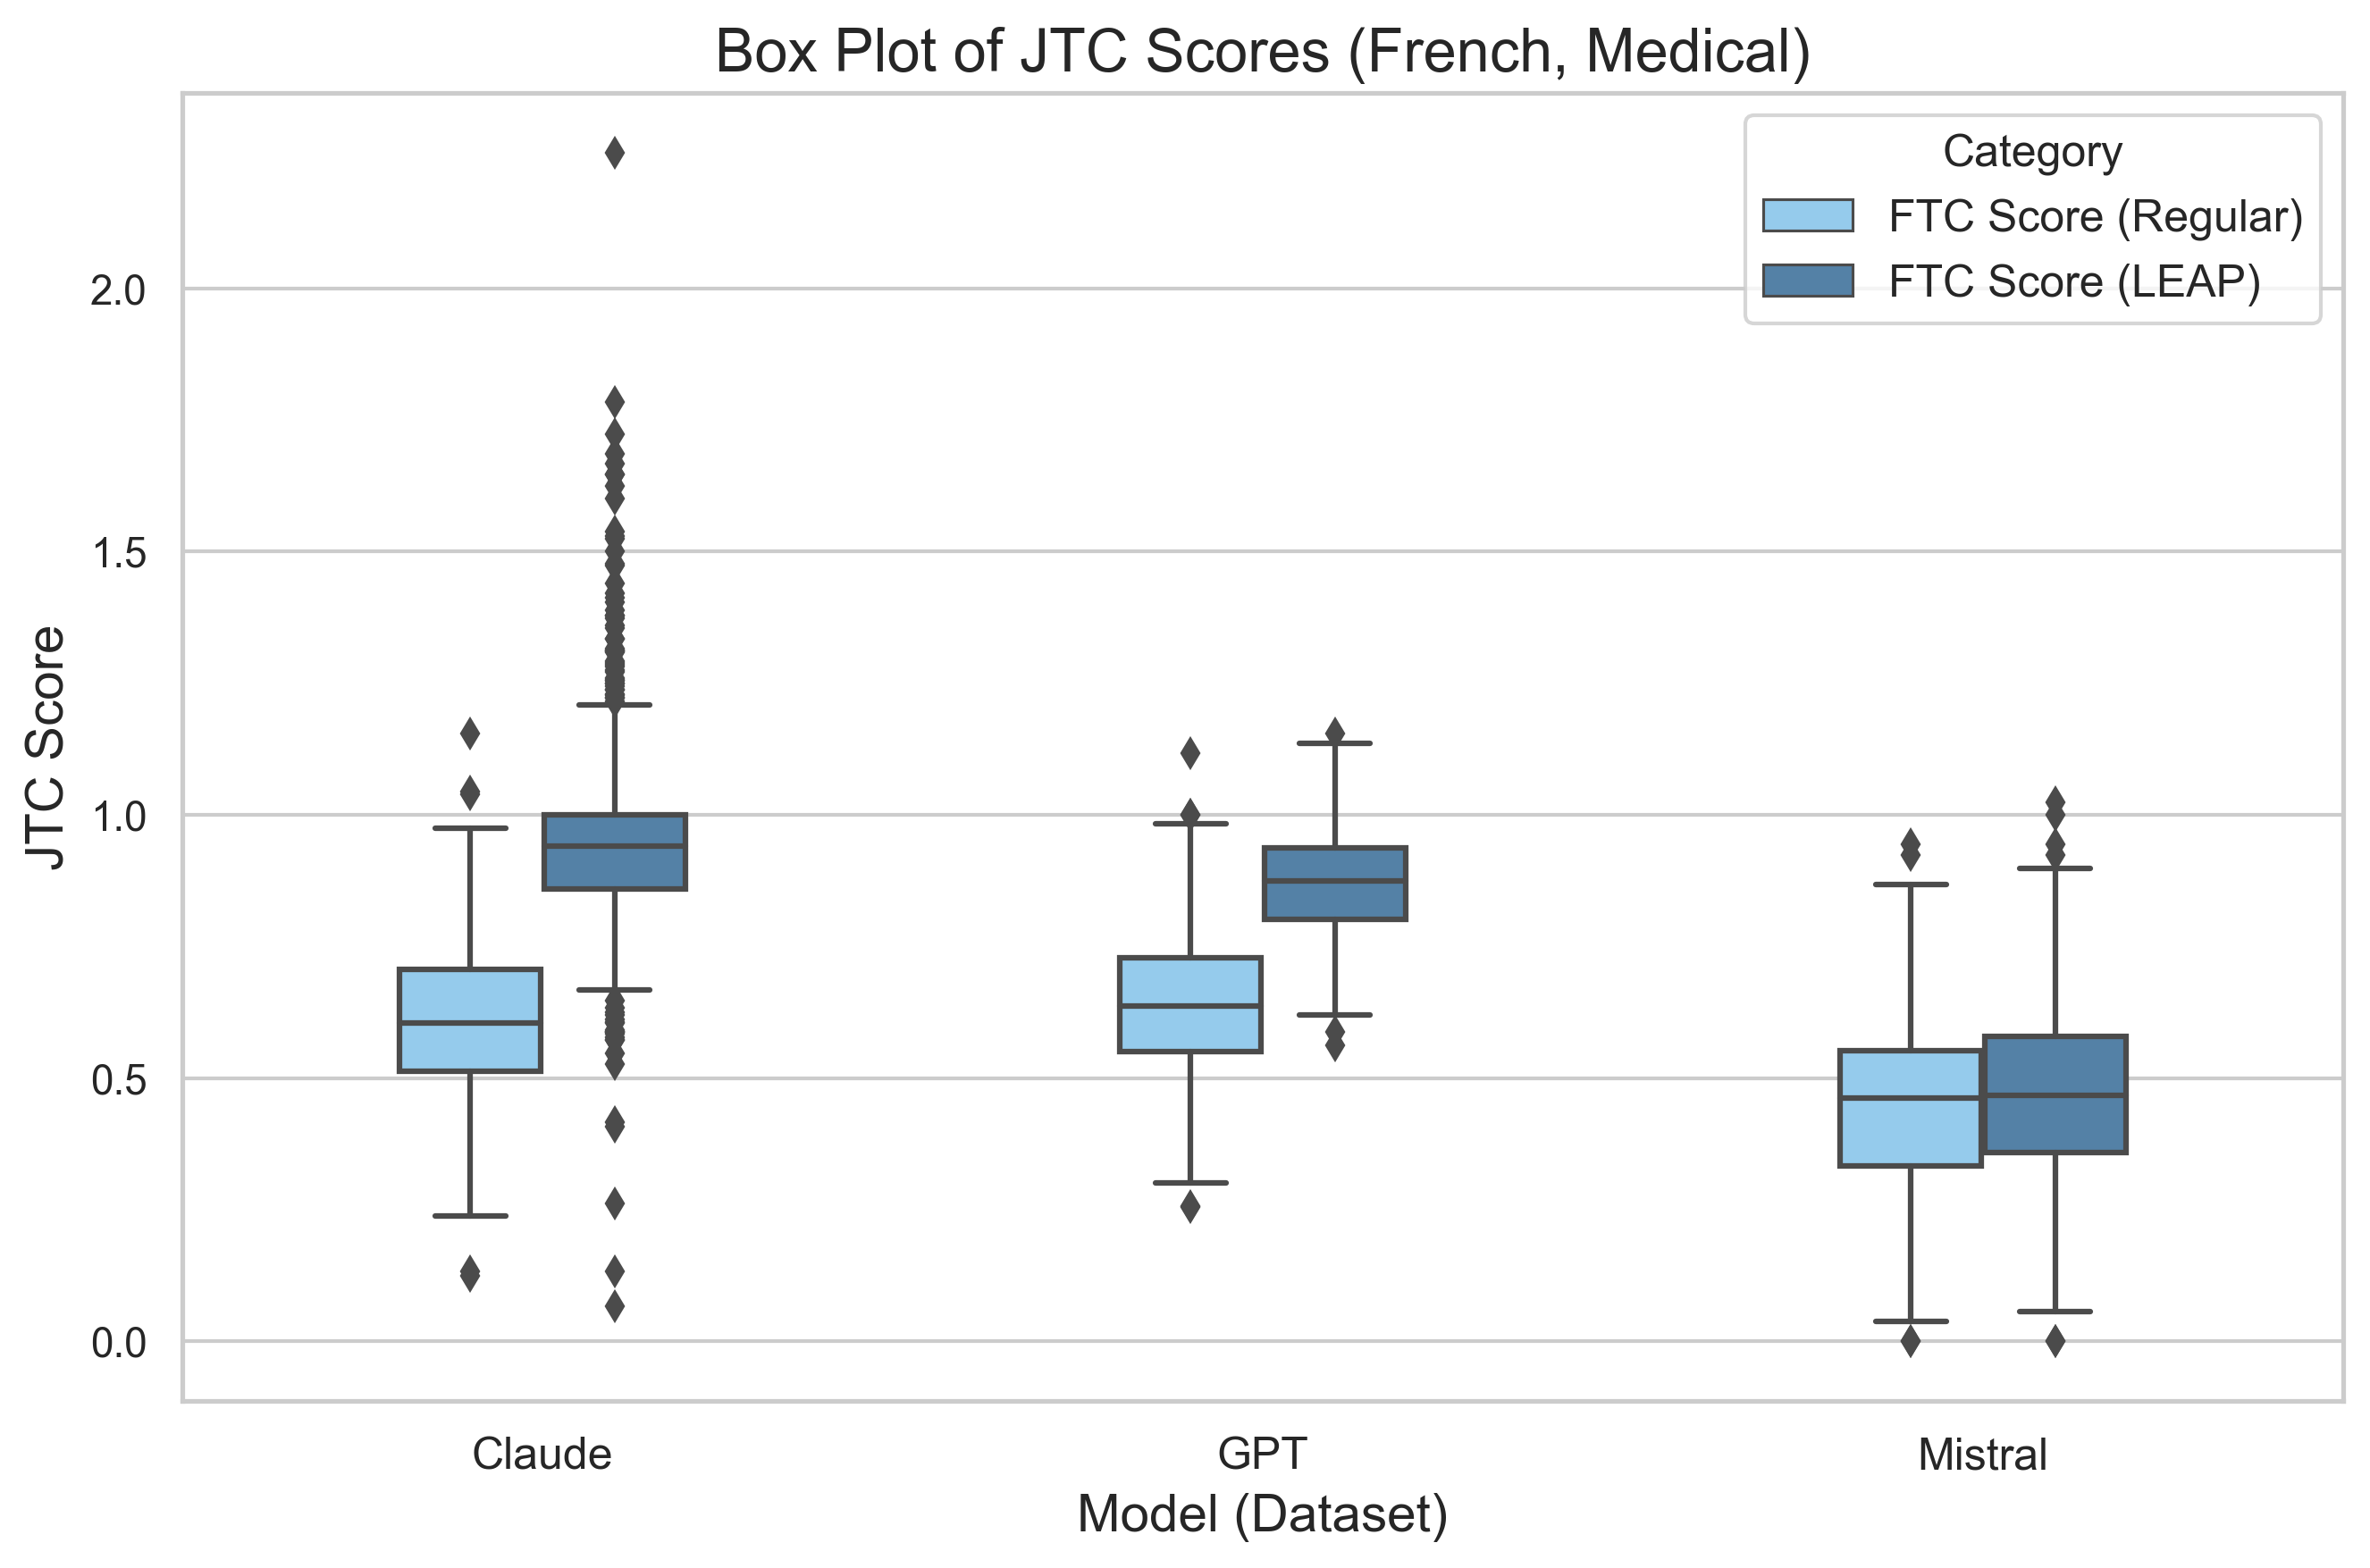 Box Plot of JTC Scores (French, Medical)
Category
FTC Score (Regular)
FTC Score (LEAP)
JTC Score
2.0
1.5
1.0
0.5
0.0
Claude
GPT
Mistral
Model (Dataset)